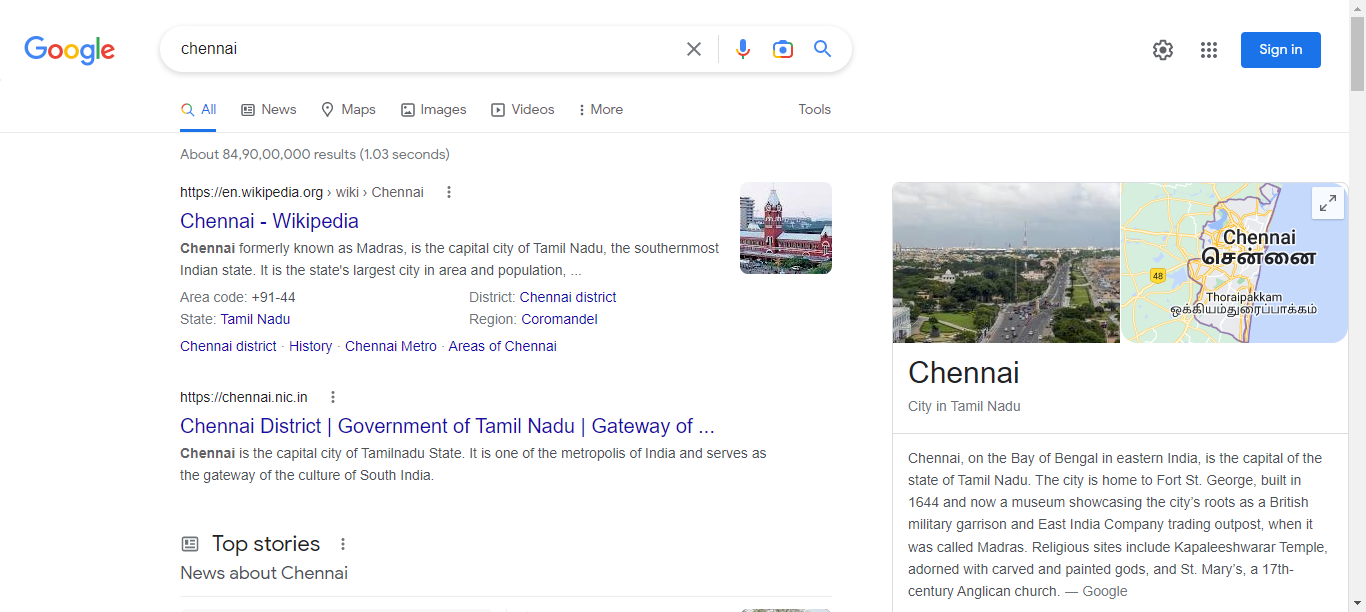 Google
chennai
Sign in
All
News
Maps
Images
Videos
More
Tools
About 84,90,00,000 results (1.03 seconds)
https://en.wikipedia.org › wiki › Chennai
Chennai - Wikipedia
Chennai formerly known as Madras, is the capital city of Tamil Nadu, the southernmost
Indian state. It is the state's largest city in area and population, ...
Area code: +91-44
District: Chennai district
State: Tamil Nadu
Region: Coromandel
Chennai district · History · Chennai Metro · Areas of Chennai
https://chennai.nic.in
Chennai District | Government of Tamil Nadu | Gateway of ...
Chennai is the capital city of Tamilnadu State. It is one of the metropolis of India and serves as
the gateway of the culture of South India.
Top stories
News about Chennai
Chennai
சென்னை
48
Thoraipakkam
ஒக்கியம்துரைப்பாக்கம்
Chennai
City in Tamil Nadu
Chennai, on the Bay of Bengal in eastern India, is the capital of the
state of Tamil Nadu. The city is home to Fort St. George, built in
1644 and now a museum showcasing the city's roots as a British
military garrison and East India Company trading outpost, when it
was called Madras. Religious sites include Kapaleeshwarar Temple,
adorned with carved and painted gods, and St. Mary's, a 17th-
century Anglican church. — Google